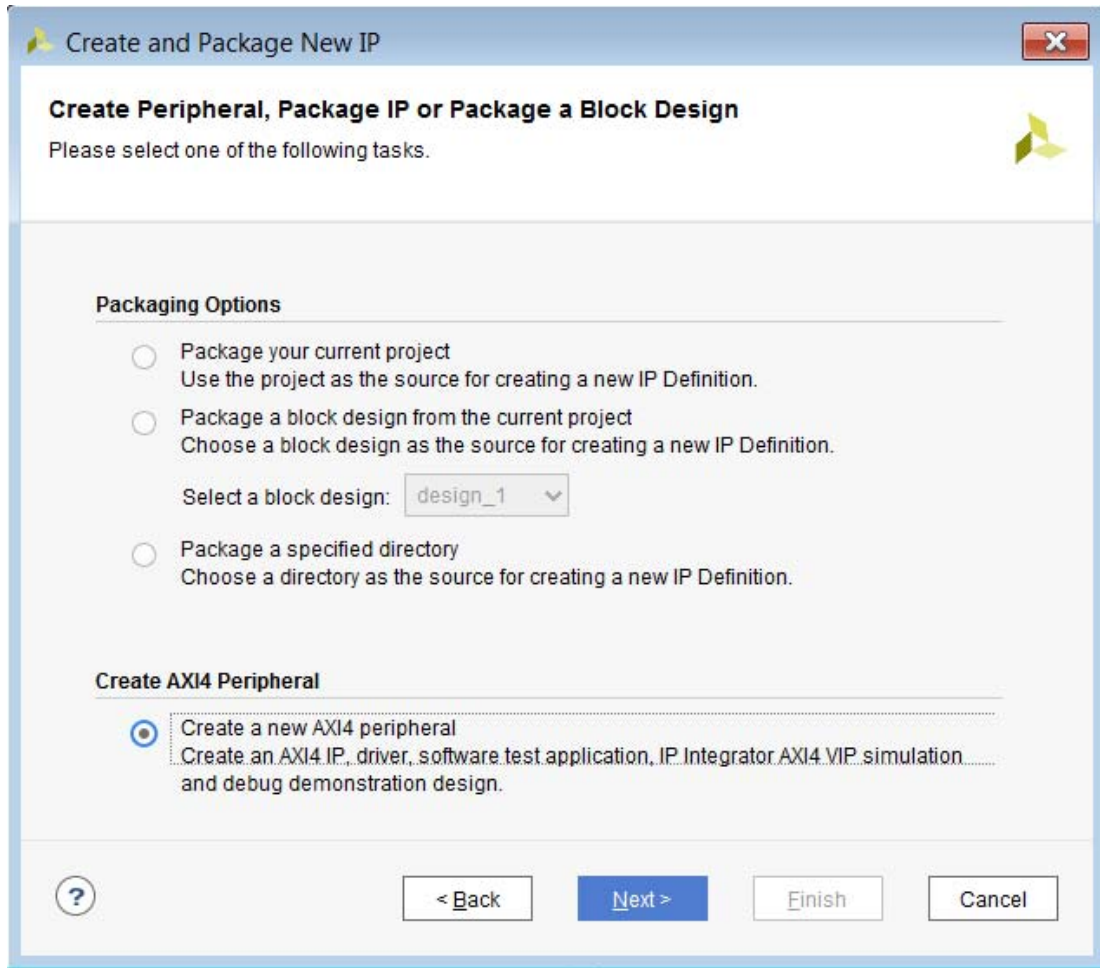 Create and Package New IP
Create Peripheral, Package IP or Package a Block Design
Please select one of the following tasks.
Packaging Options
Package your current project
Use the project as the source for creating a new IP Definition.
Package a block design from the current project
Choose a block design as the source for creating a new IP Definition.
Select a block design: design_1
Package a specified directory
Choose a directory as the source for creating a new IP Definition.
Create AXI4 Peripheral
Create a new AXI4 peripheral
Create an AXI4 IP, driver, software test application, IP Integrator AXI4 VIP simulation
and debug demonstration design.
? < Back Next > Finish Cancel